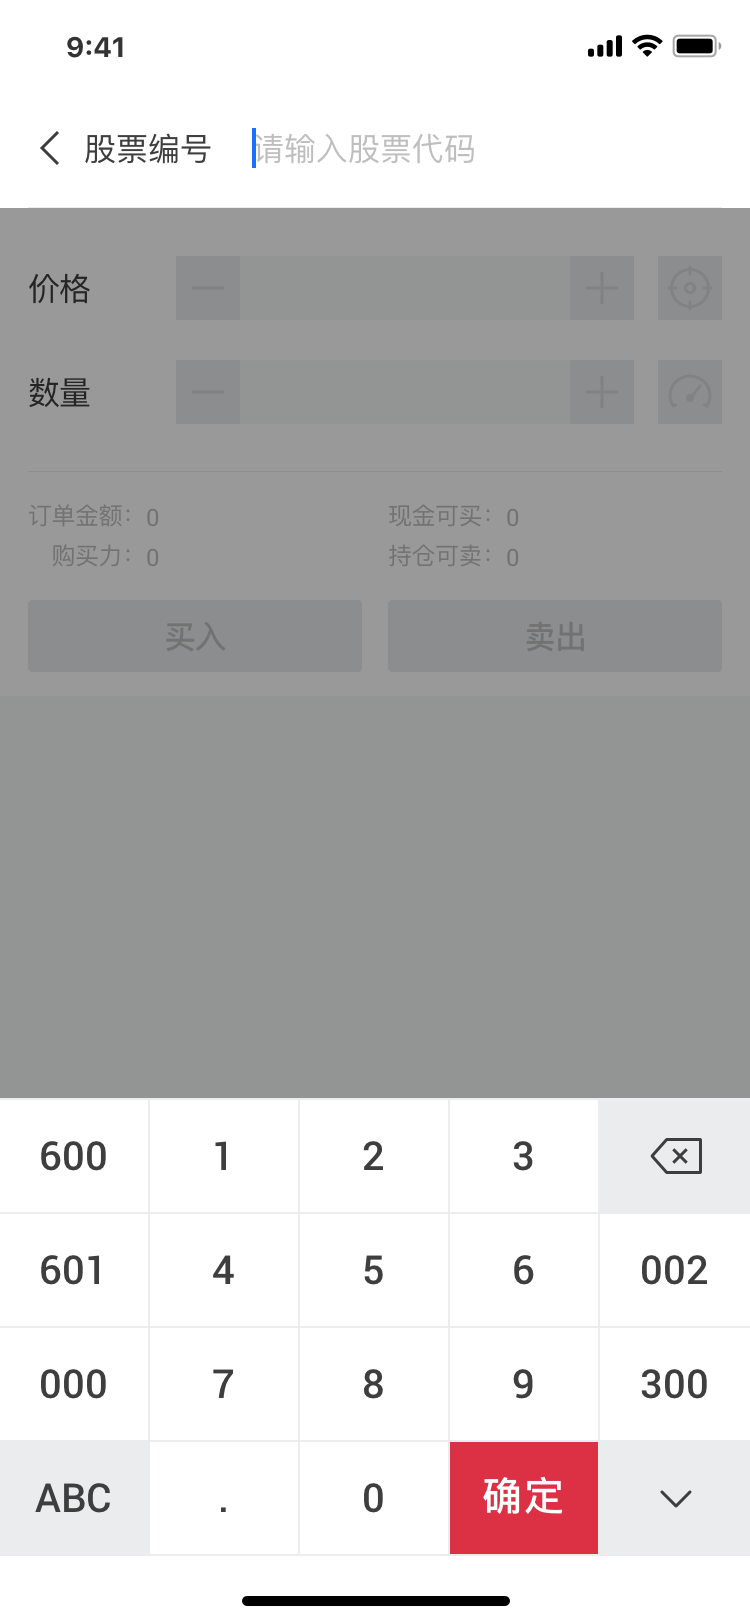 9:41
股票编号 请输入股票代码
价格
数量
订单金额: 0 现金可买: 0
购买力: 0 持仓可卖: 0
买入 卖出
600 1 2 3
601 4 5 6 002
000 7 8 9 300
ABC . 0 确定